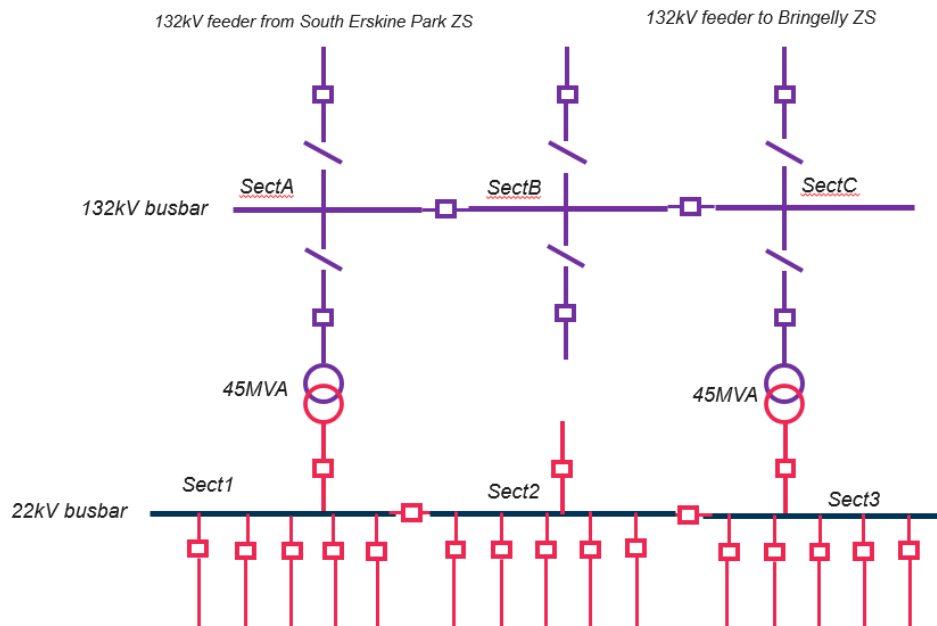 132kV feeder from South Erskine Park ZS
132kV feeder to Bringelly ZS
SectA
SectB
SectC
132kV busbar
45MVA
45MVA
Sect1
Sect2
Sect3
22kV busbar